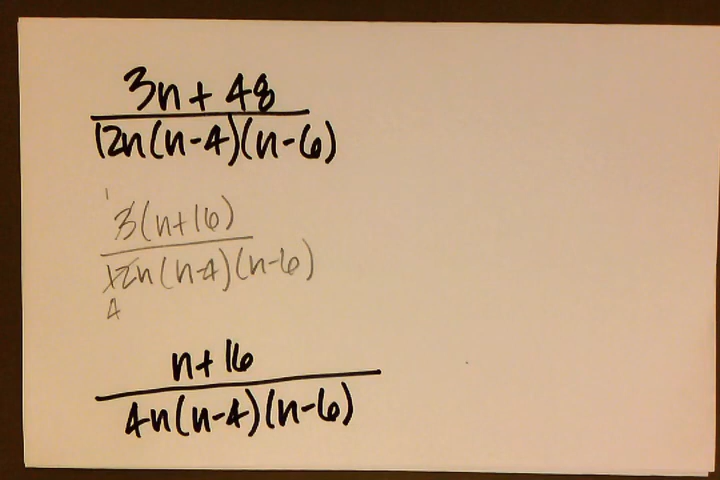 3n + 48
12n(n-4)(n-6)
1
3(n+16)
12n(n-4)(n-6)
4
n+16
4n(n-4)(n-6)